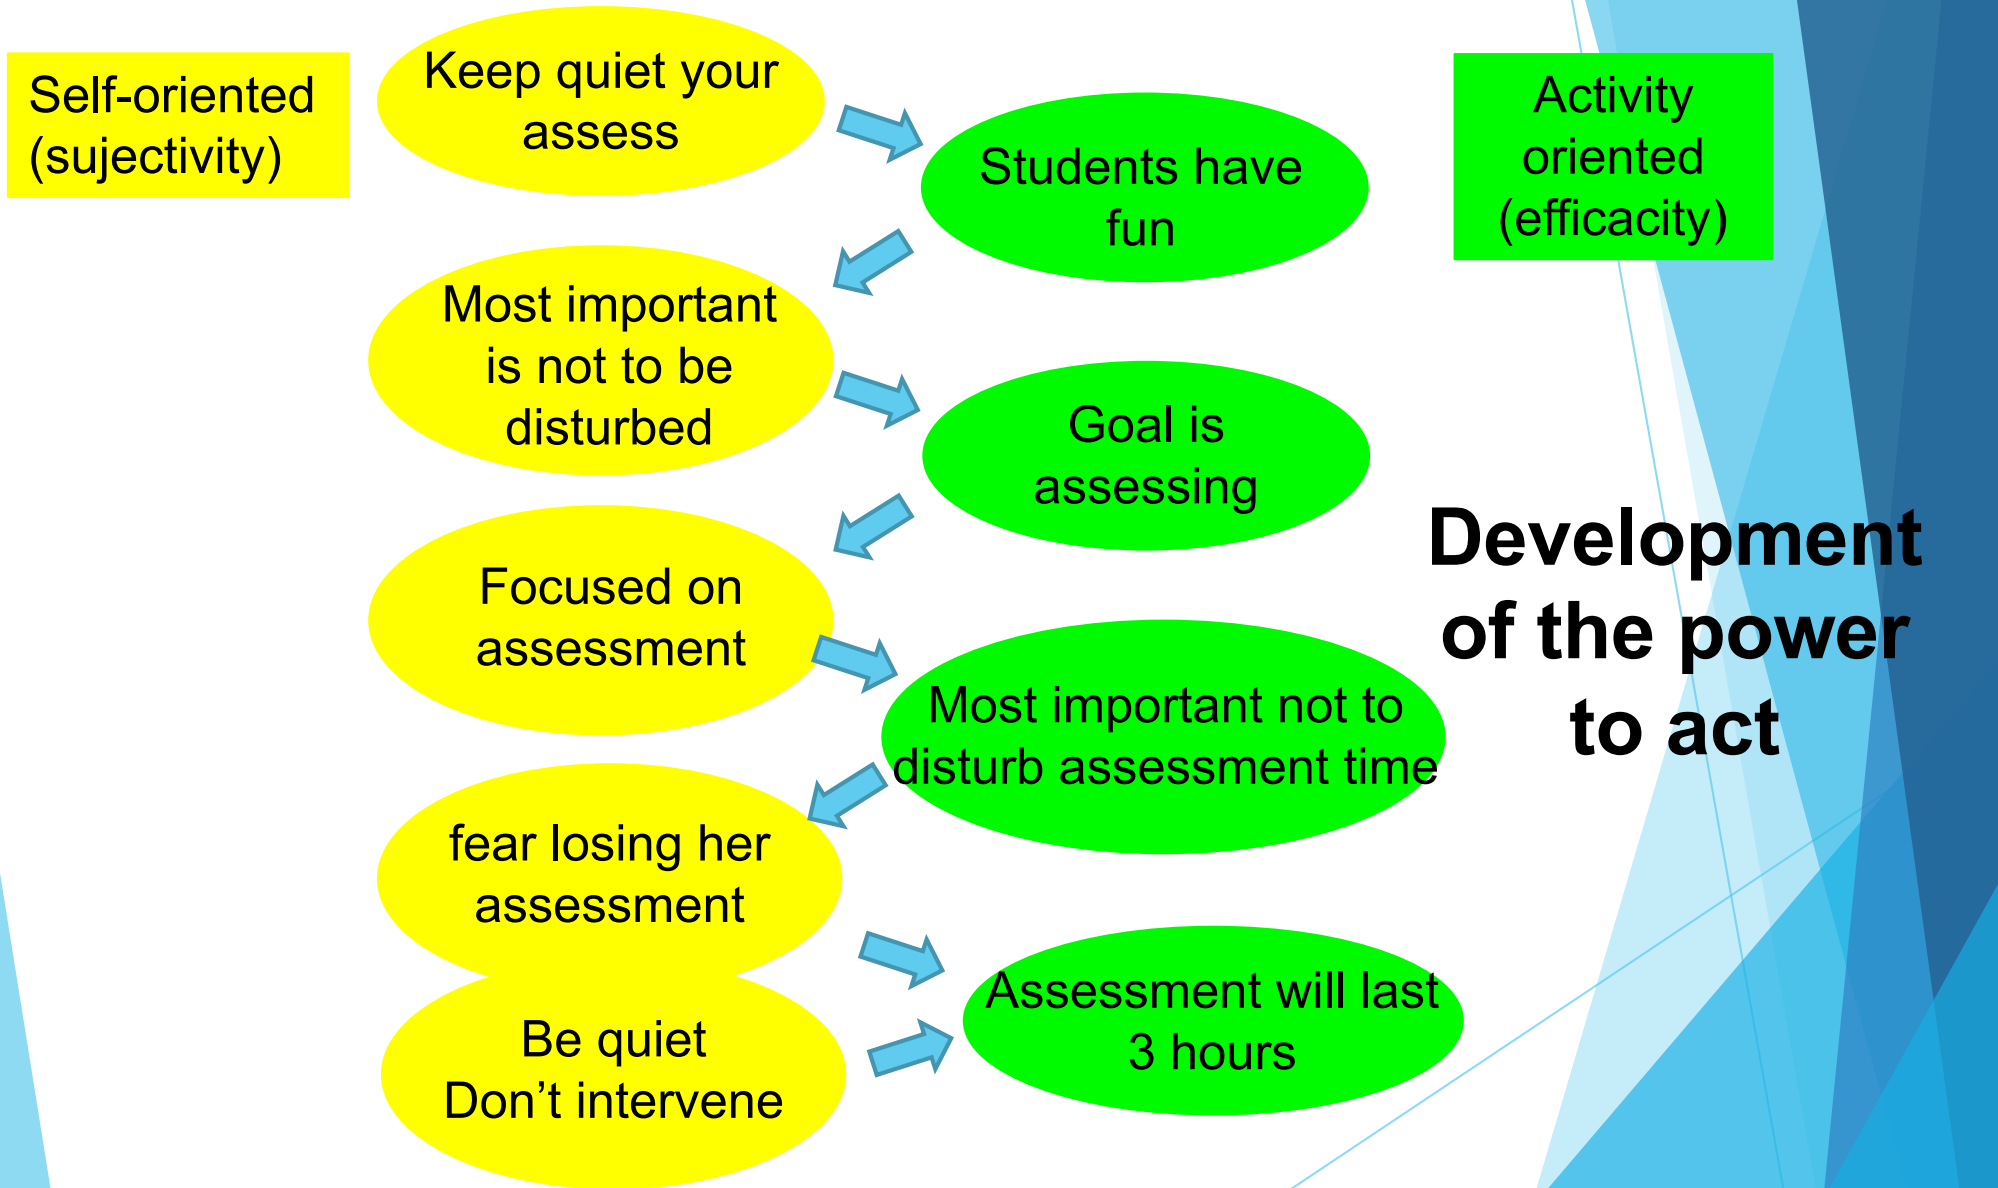 Self-oriented
(sujectivity)
Keep quiet your
assess
Students have
fun
Activity
oriented
(efficacity)
Most important
is not to be
disturbed
Goal is
assessing
Focused on
assessment
Most important not to
disturb assessment time
Development
of the power
to act
fear losing her
assessment
Assessment will last
3 hours
Be quiet
Don’t intervene